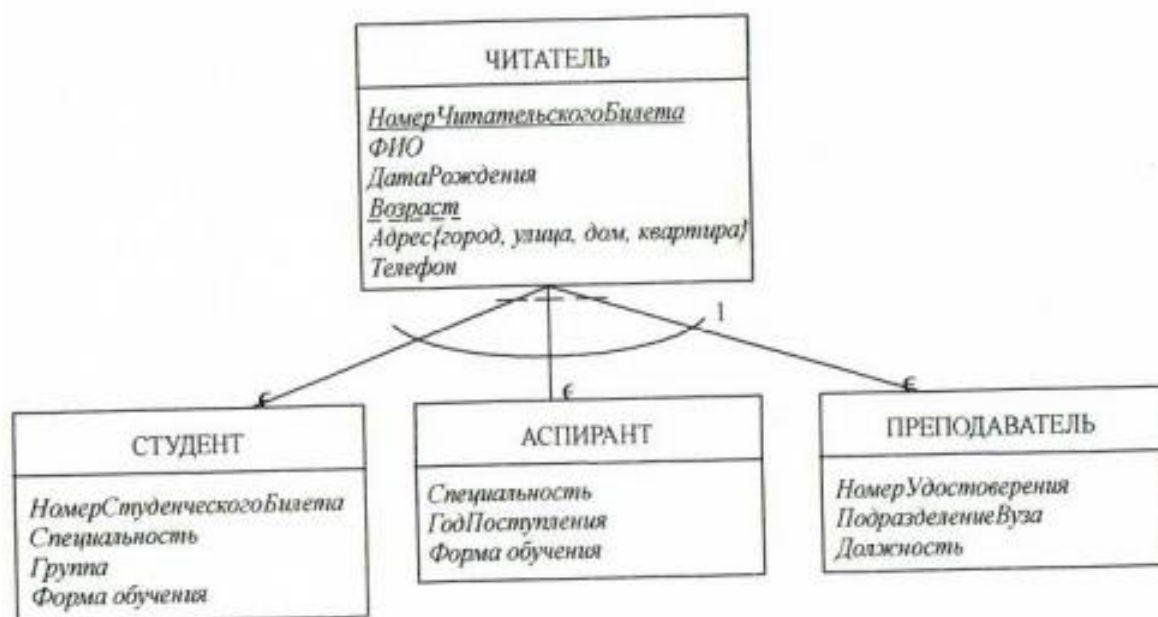 ЧИТАТЕЛЬ
НомерЧитательскогоБилета
ФИО
ДатаРождения
Возраст
Адрес{город, улица, дом, квартира}
Телефон
1
є
є
є
СТУДЕНТ
НомерСтуденческогоБилета
Специальность
Группа
Форма обучения
АСПИРАНТ
Специальность
ГодПоступления
Форма обучения
ПРЕПОДАВАТЕЛЬ
НомерУдостоверения
ПодразделениеВуза
Должность